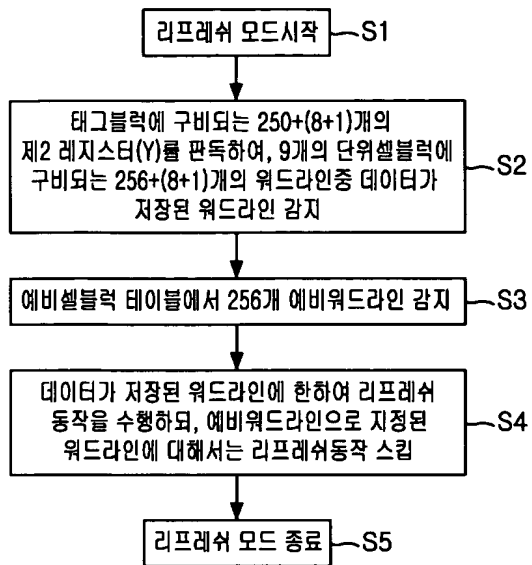 리프레쉬 모드시작
S1
태그블럭에 구비되는 250+(8+1)개의
제2 레지스터(Y)를 판독하여, 9개의 단위셀블럭에
구비되는 256+(8+1)개의 워드라인중 데이터가
저장된 워드라인 감지
S2
예비셀블럭 테이블에서 256개 예비워드라인 감지
S3
데이터가 저장된 워드라인에 한하여 리프레쉬
동작을 수행하되, 예비워드라인으로 지정된
워드라인에 대해서는 리프레쉬동작 스킵
S4
리프레쉬 모드 종료
S5